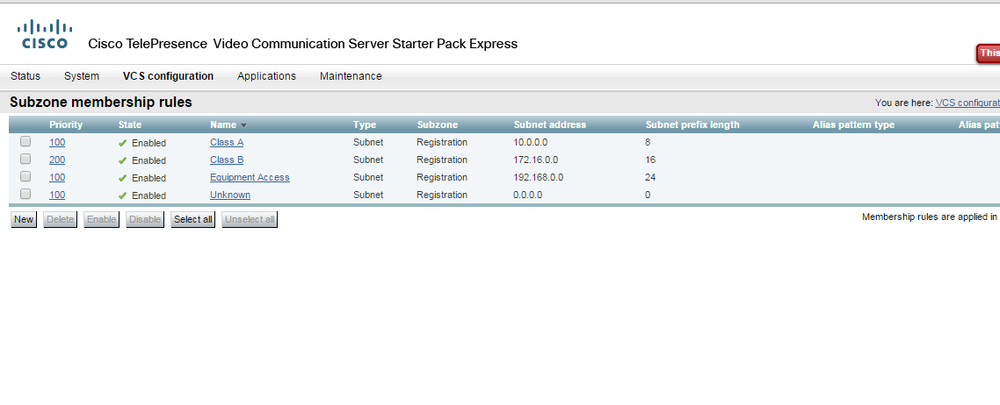 CISCO Cisco TelePresence Video Communication Server Starter Pack Express
This
Status System VCS configuration Applications Maintenance
Subzone membership rules You are here: VCS configurat
Priority State Name Type Subzone Subnet address Subnet prefix length Alias pattern type Alias pat
100 Enabled Class A Subnet Registration 10.0.0.0 8
200 Enabled Class B Subnet Registration 172.16.0.0 16
100 Enabled Equipment Access Subnet Registration 192.168.0.0 24
100 Enabled Unknown Subnet Registration 0.0.0.0 0
New Delete Enable Disable Select all Unselect all Membership rules are applied in